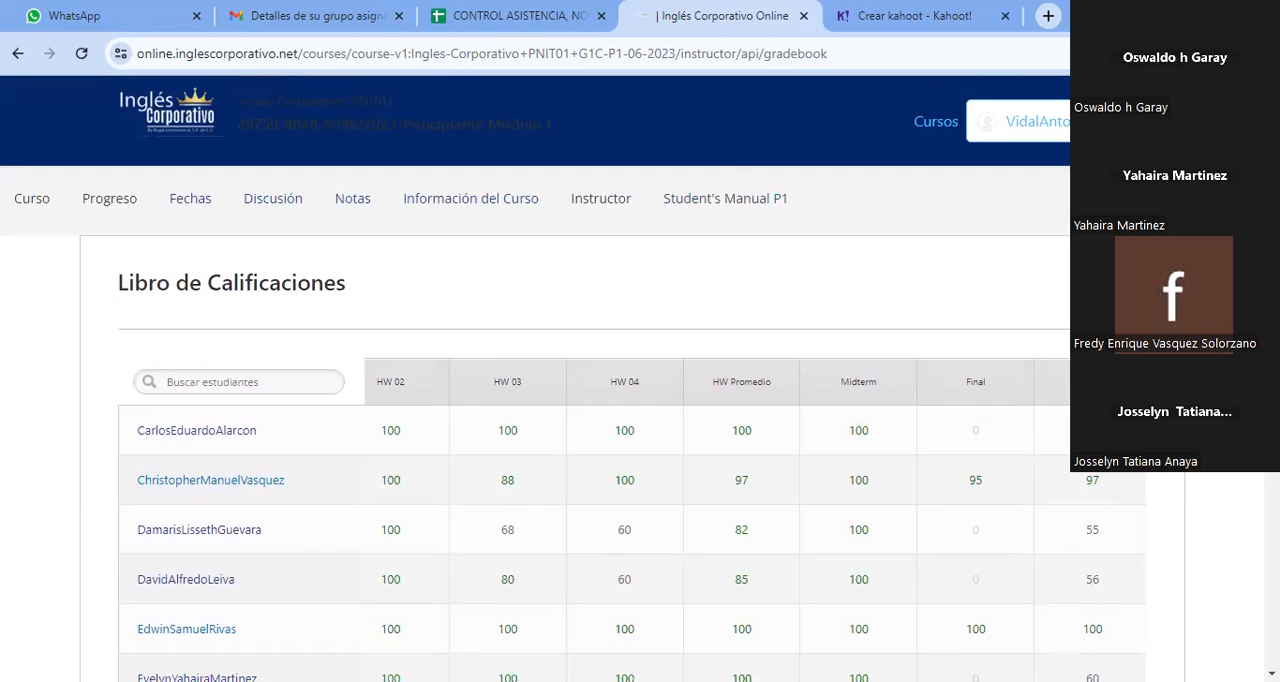 WhatsApp
Detalles de su grupo asigna
CONTROL ASISTENCIA, NO
| Inglés Corporativo Online
K! Crear kahoot - Kahoot!
online.inglescorporativo.net/courses/course-v1:Ingles-Corporativo+PNIT01+G1C-P1-06-2023/instructor/api/gradebook
Inglés
Corporativo
Ingles-Corporativo: PNIT01
Cursos
VidalAnto
Curso
Progreso
Fechas
Discusión
Notas
Información del Curso
Instructor
Student's Manual P1
Libro de Calificaciones
Buscar estudiantes HW 02 HW 03 HW 04 HW Promedio Midterm Final
CarlosEduardoAlarcon 100 100 100 100 100 0
ChristopherManuelVasquez 100 88 100 97 100 95 97
DamarisLissethGuevara 100 68 60 82 100 0 55
DavidAlfredoLeiva 100 80 60 85 100 0 56
EdwinSamuelRivas 100 100 100 100 100 100 100
EvelynYahairaMartinez 100 100 100 100 100 0 60
Oswaldo h Garay
Oswaldo h Garay
Yahaira Martinez
Yahaira Martinez
f
Fredy Enrique Vasquez Solorzano
Josselyn Tatiana...
Josselyn Tatiana Anaya